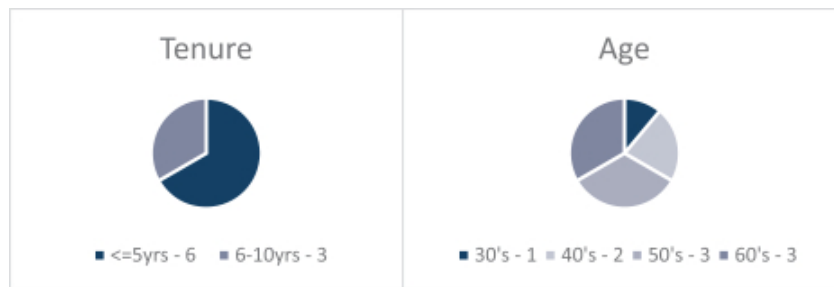 Tenure
<=5yrs - 6 6-10yrs - 3
Age
30's - 1 40's - 2 50's - 3 60's - 3